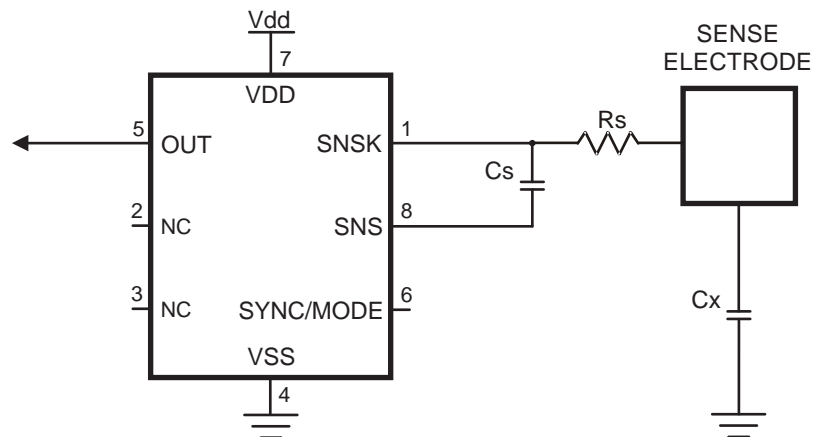 Vdd
7
VDD
SENSE
ELECTRODE
5
OUT
SNSK
1
Rs
Cs
2
NC
SNS
8
3
NC
SYNC/MODE
6
Cx
VSS
4